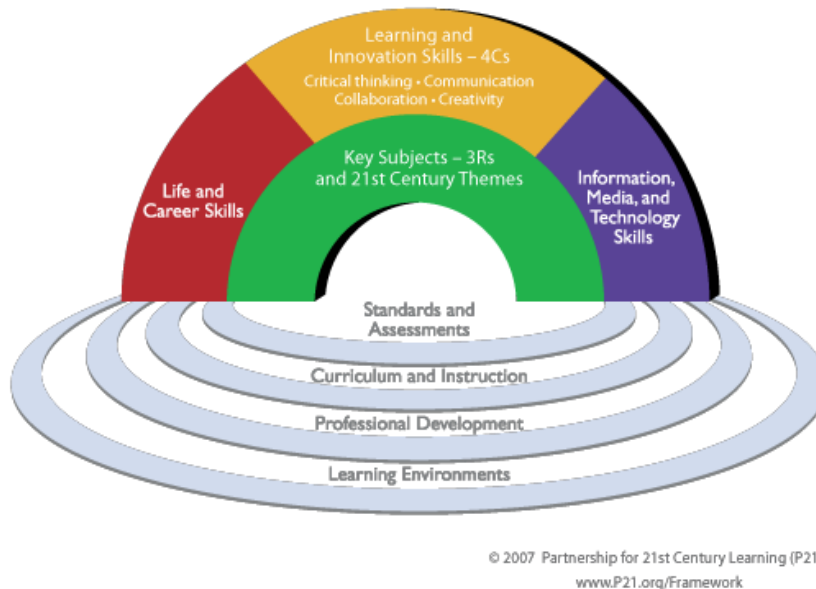 Learning and
Innovation Skills – 4Cs
Critical thinking • Communication
Collaboration • Creativity
Key Subjects – 3Rs
and 21st Century Themes
Life and
Career Skills
Information,
Media, and
Technology
Skills
Standards and
Assessments
Curriculum and Instruction
Professional Development
Learning Environments
© 2007 Partnership for 21st Century Learning (P21
www.P21.org/Framework